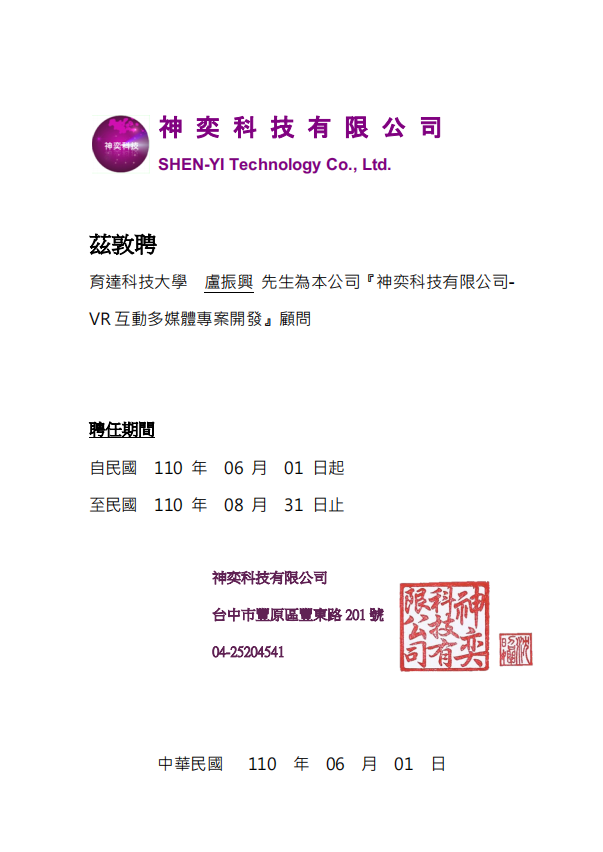 神奕科技
神奕科技有限公司
SHEN-YI Technology Co., Ltd.
茲敦聘
育達科技大學 盧振興 先生為本公司『神奕科技有限公司-
VR互動多媒體專案開發』顧問
聘任期間
自民國 110 年 06 月 01 日起
至民國 110 年 08 月 31 日止
神奕科技有限公司
台中市豐原區豐東路 201 號
04-25204541
神奕科技有限公司
中華民國 110 年 06 月 01 日